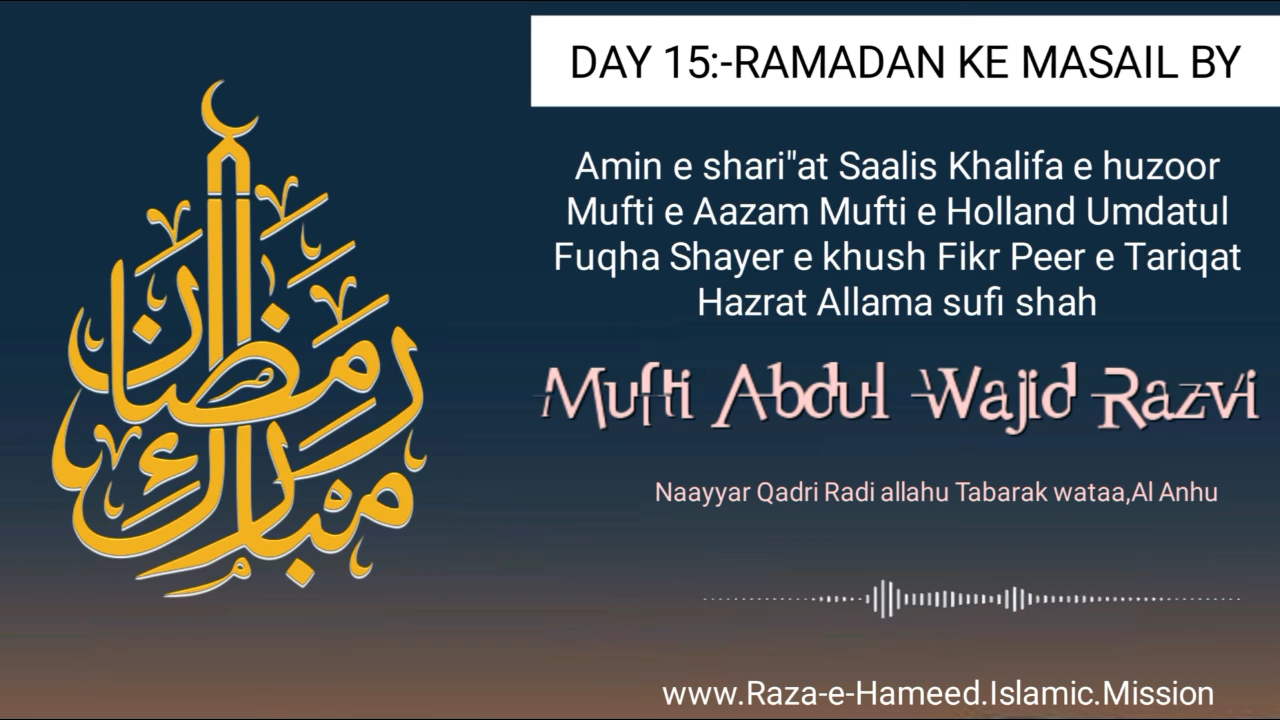 DAY 15:-RAMADAN KE MASAIL BY
Amin e shari"at Saalis Khalifa e huzoor
Mufti e Aazam Mufti e Holland Umdatul
Fuqha Shayer e khush Fikr Peer e Tariqat
Hazrat Allama sufi shah
Mufti Abdul Wajid Razvi
Naayyar Qadri Radi allahu Tabarak wataa,Al Anhu
www.Raza-e-Hameed.Islamic.Mission
رمضان
مبارك